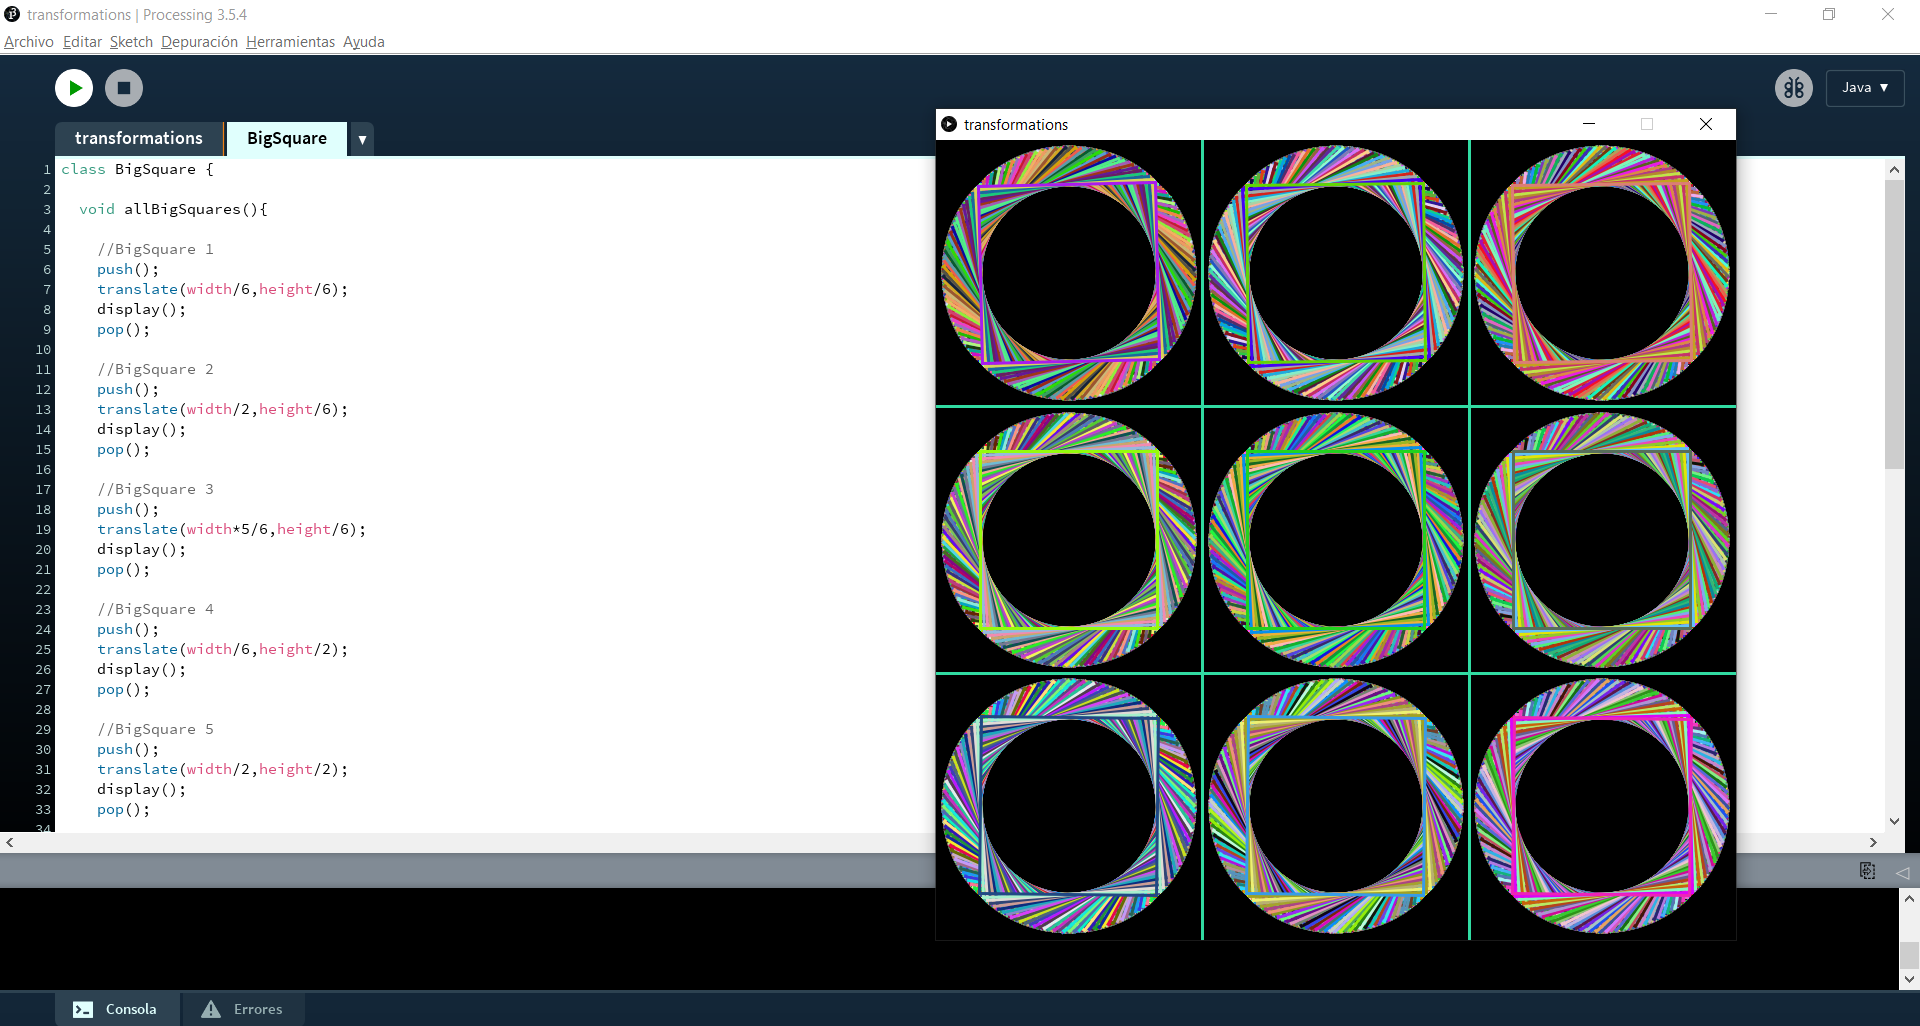 transformations | Processing 3.5.4
Archivo Editar Sketch Depuración Herramientas Ayuda
Java ▼
transformations BigSquare ▼
transformations
1 class BigSquare {
2
3 void allBigSquares(){
4
5 //BigSquare 1
6 push();
7 translate(width/6,height/6);
8 display();
9 pop();
10
11 //BigSquare 2
12 push();
13 translate(width/2,height/6);
14 display();
15 pop();
16
17 //BigSquare 3
18 push();
19 translate(width*5/6,height/6);
20 display();
21 pop();
22
23 //BigSquare 4
24 push();
25 translate(width/6,height/2);
26 display();
27 pop();
28
29 //BigSquare 5
30 push();
31 translate(width/2,height/2);
32 display();
33 pop();
34
Consola Errores